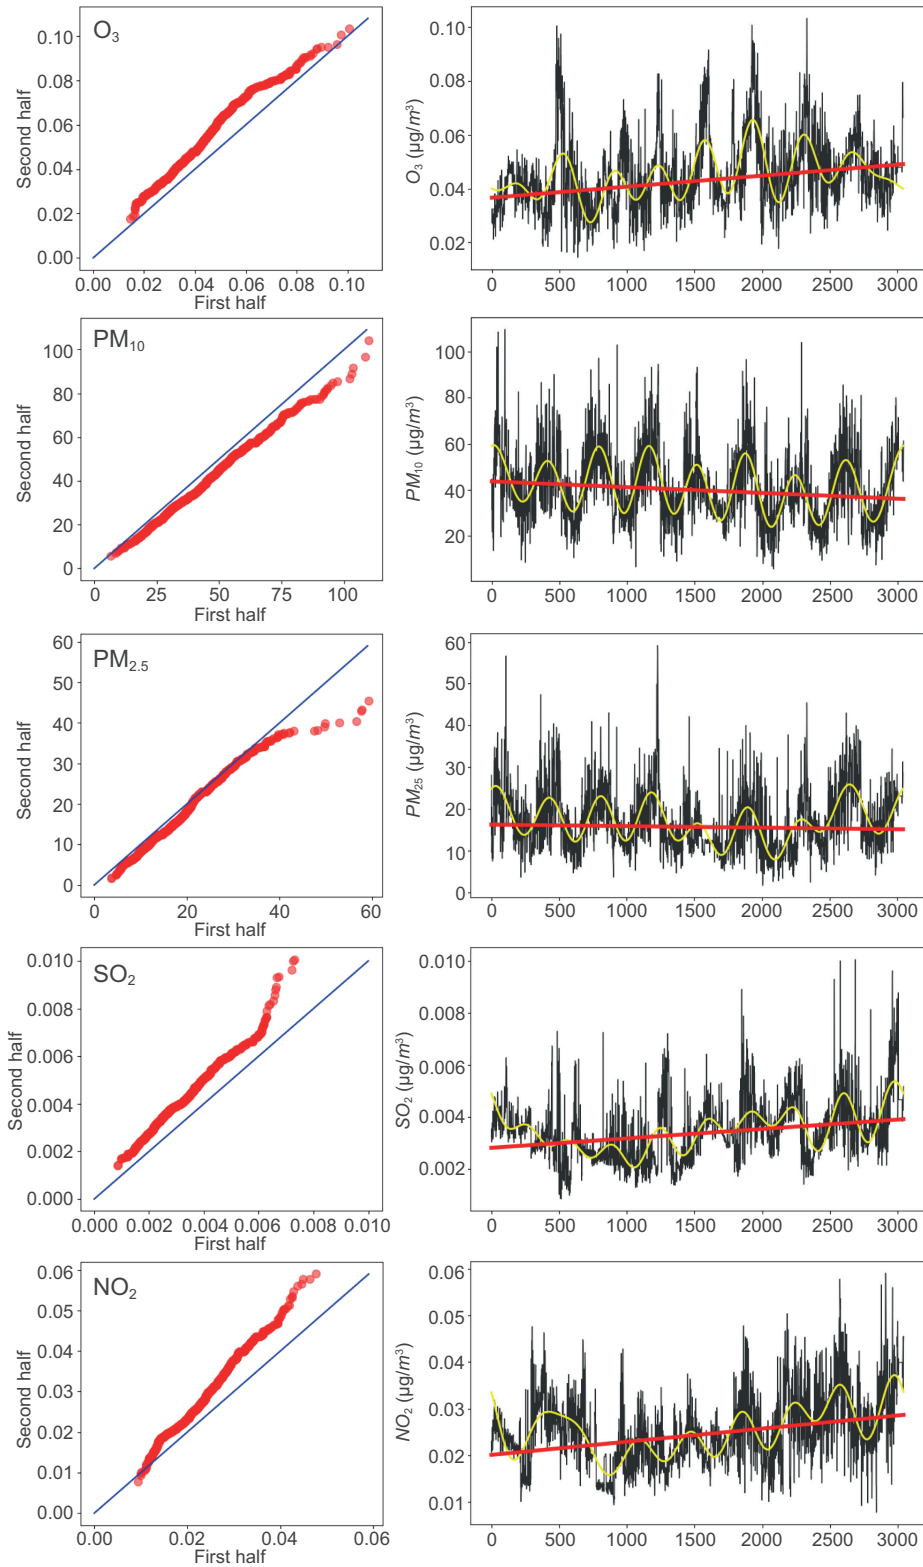 O₃
Second half
0.10
0.08
0.06
0.04
0.02
0.00
0.00 0.02 0.04 0.06 0.08 0.10
First half
O₃ (µg/m³)
0.10
0.08
0.06
0.04
0.02
0 500 1000 1500 2000 2500 3000
PM₁₀
Second half
100
80
60
40
20
0
0 25 50 75 100
First half
PM₁₀ (µg/m³)
100
80
60
40
20
0 500 1000 1500 2000 2500 3000
PM₂.₅
Second half
60
50
40
30
20
10
0
0 20 40 60
First half
PM₂₅ (µg/m³)
60
50
40
30
20
10
0
0 500 1000 1500 2000 2500 3000
SO₂
Second half
0.010
0.008
0.006
0.004
0.002
0.000
0.000 0.002 0.004 0.006 0.008 0.010
First half
SO₂ (µg/m³)
0.010
0.008
0.006
0.004
0.002
0 500 1000 1500 2000 2500 3000
NO₂
Second half
0.06
0.05
0.04
0.03
0.02
0.01
0.00
0.00 0.02 0.04 0.06
First half
NO₂ (µg/m³)
0.06
0.05
0.04
0.03
0.02
0.01
0 500 1000 1500 2000 2500 3000